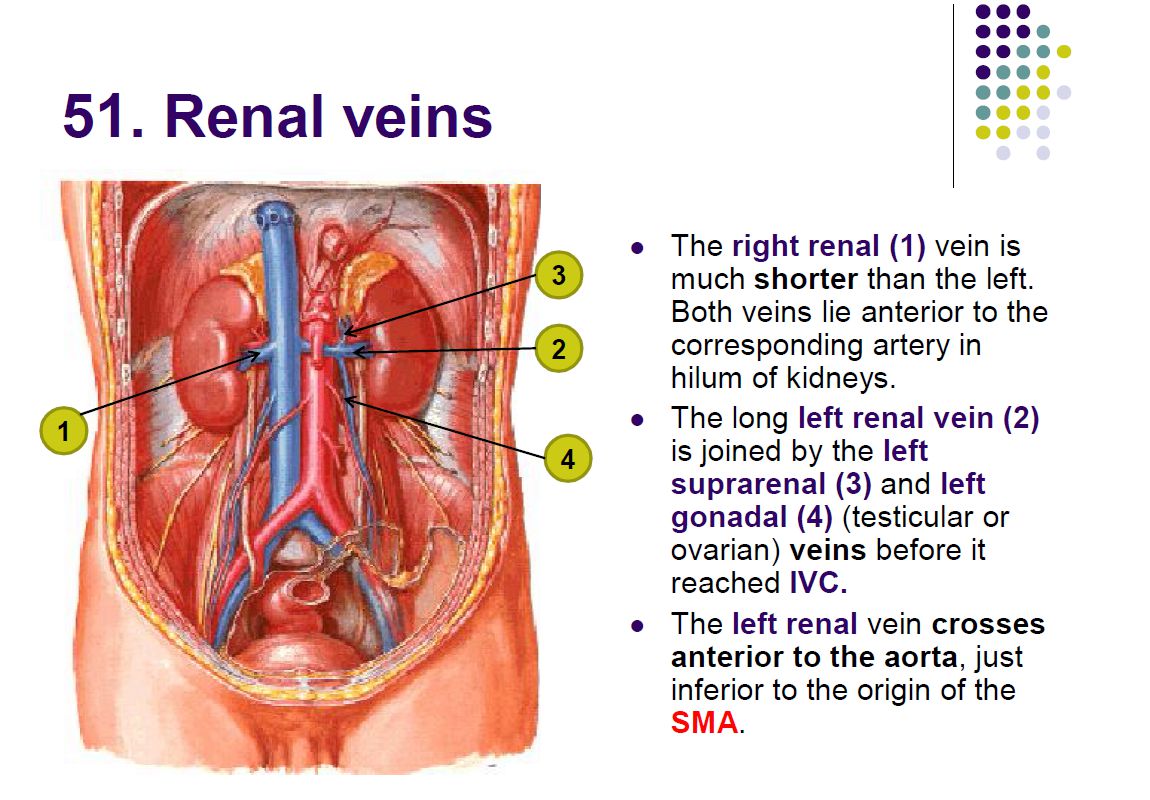 51. Renal veins
3
2
1
4
The right renal (1) vein is
much shorter than the left.
Both veins lie anterior to the
corresponding artery in
hilum of kidneys.
The long left renal vein (2)
is joined by the left
suprarenal (3) and left
gonadal (4) (testicular or
ovarian) veins before it
reached IVC.
The left renal vein crosses
anterior to the aorta, just
inferior to the origin of the
SMA.